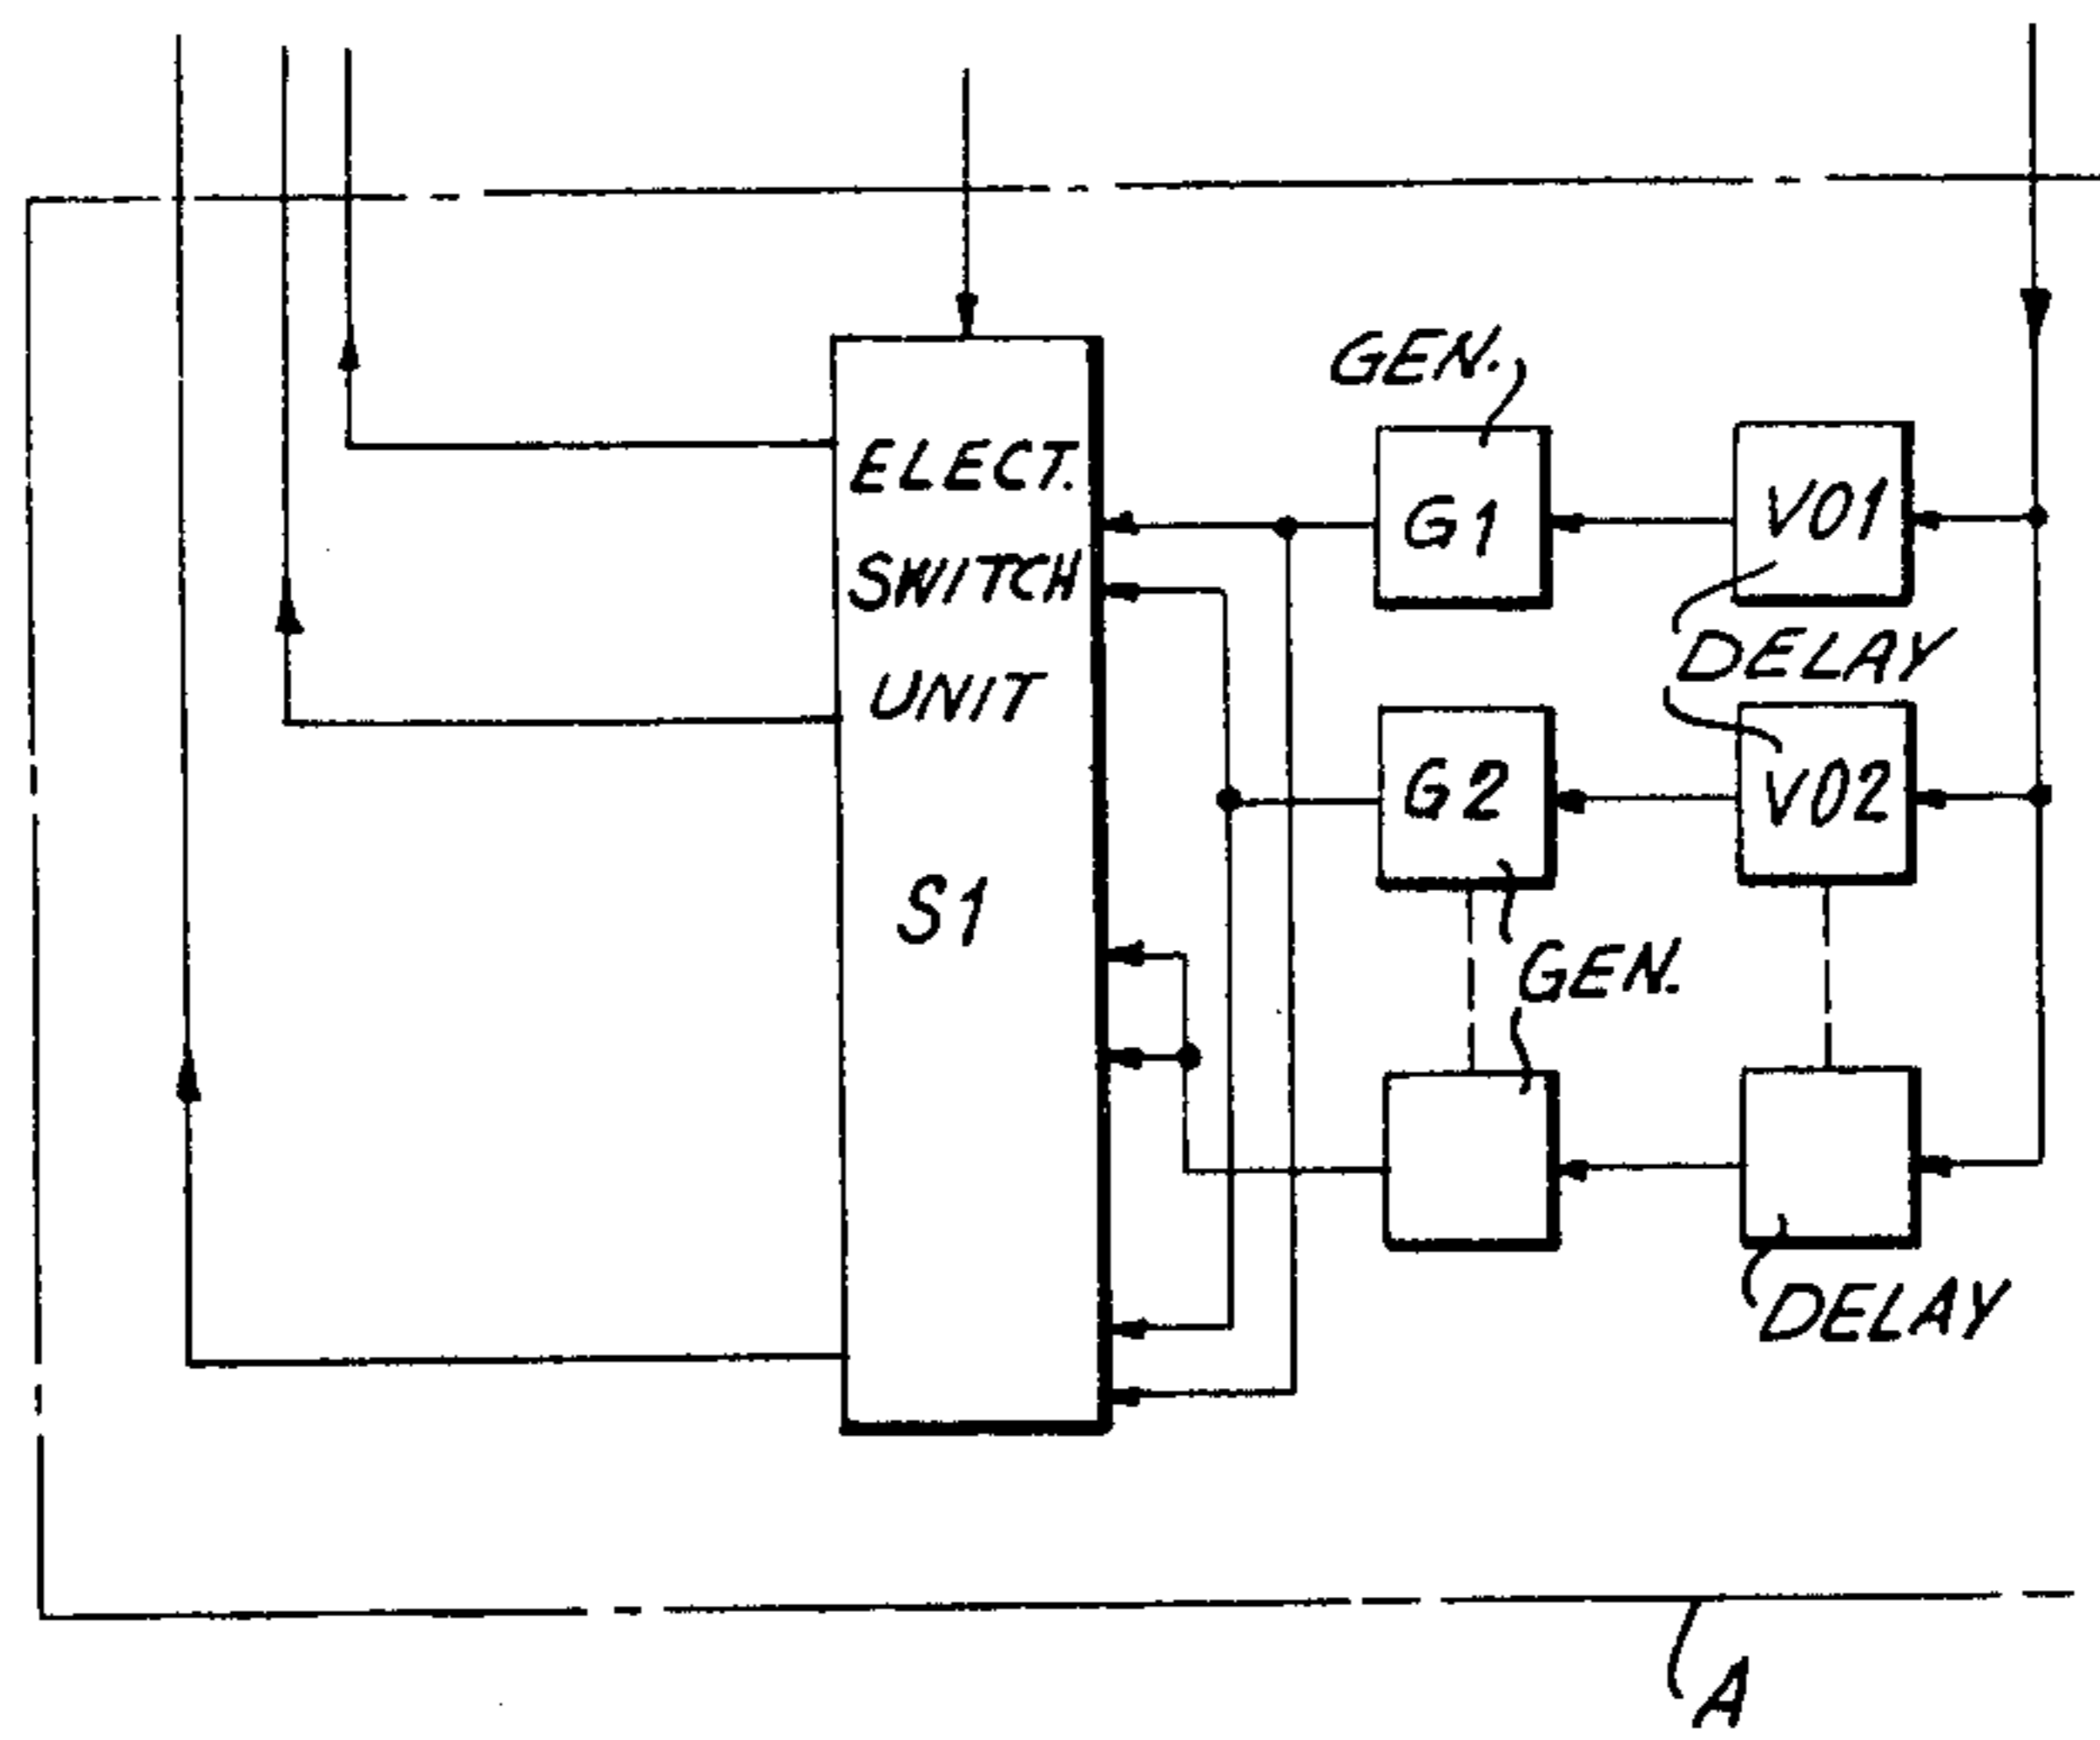 GEN.
ELECT.
SWITCH
UNIT
S1
G1
V01
DELAY
G2
V02
GEN.
DELAY
A